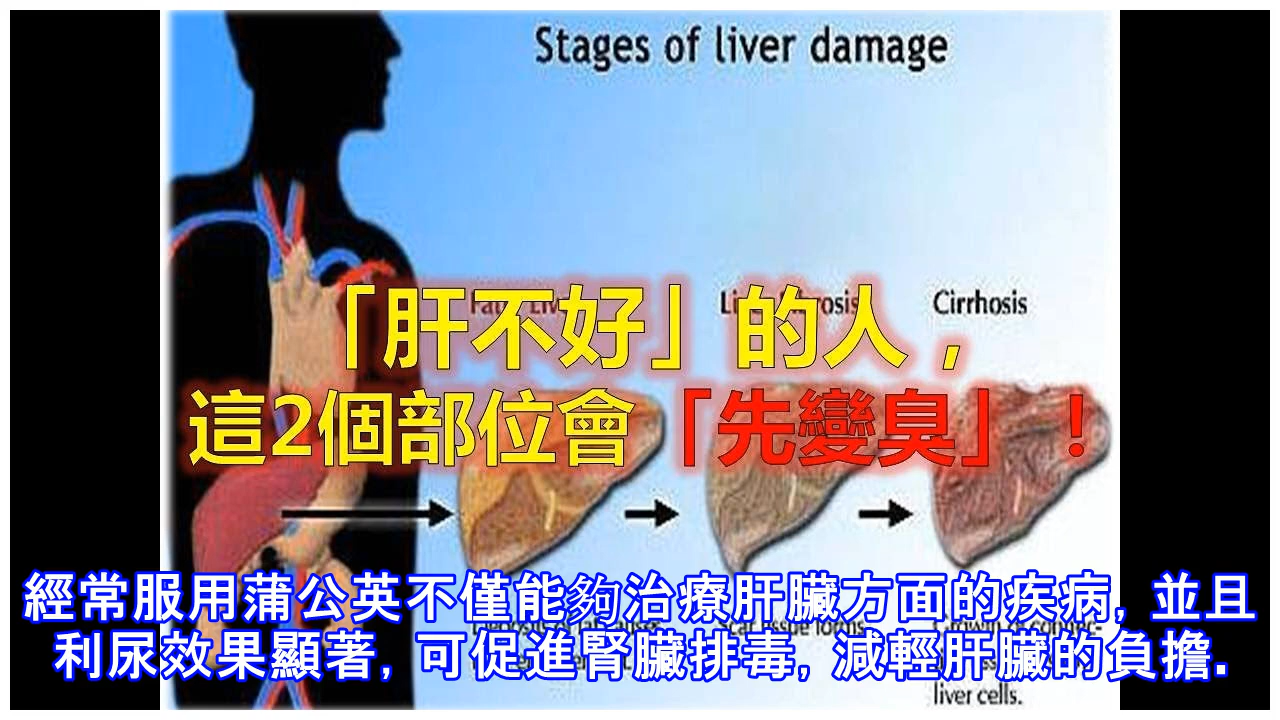 Stages of liver damage
Cirrhosis
「肝不好」的人，
這2個部位會「先變臭」！
經常服用蒲公英不僅能夠治療肝臟方面的疾病, 並且
利尿效果顯著, 可促進腎臟排毒, 減輕肝臟的負擔.
liver cells.